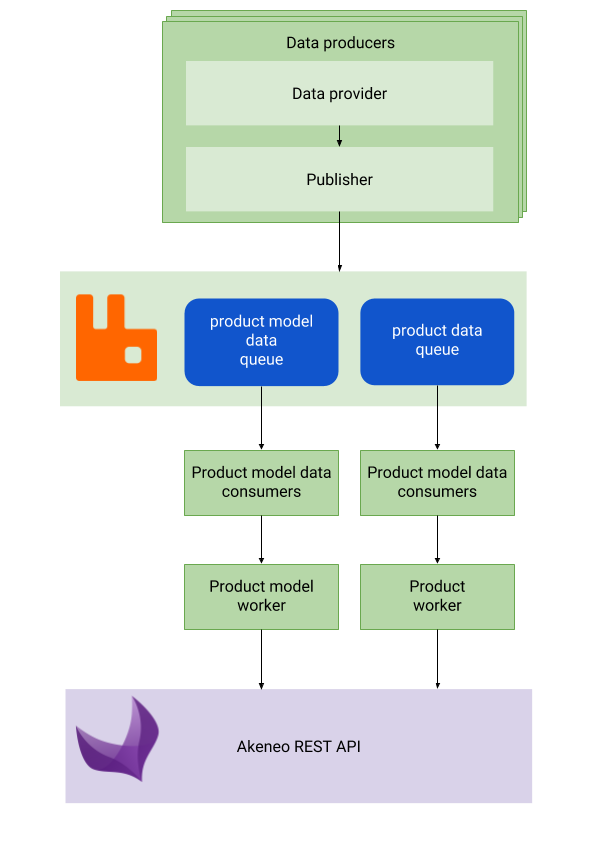 Data producers
Data provider
Publisher
product model
data
queue
product data
queue
Product model data
consumers
Product model data
consumers
Product model
worker
Product
worker
Akeneo REST API